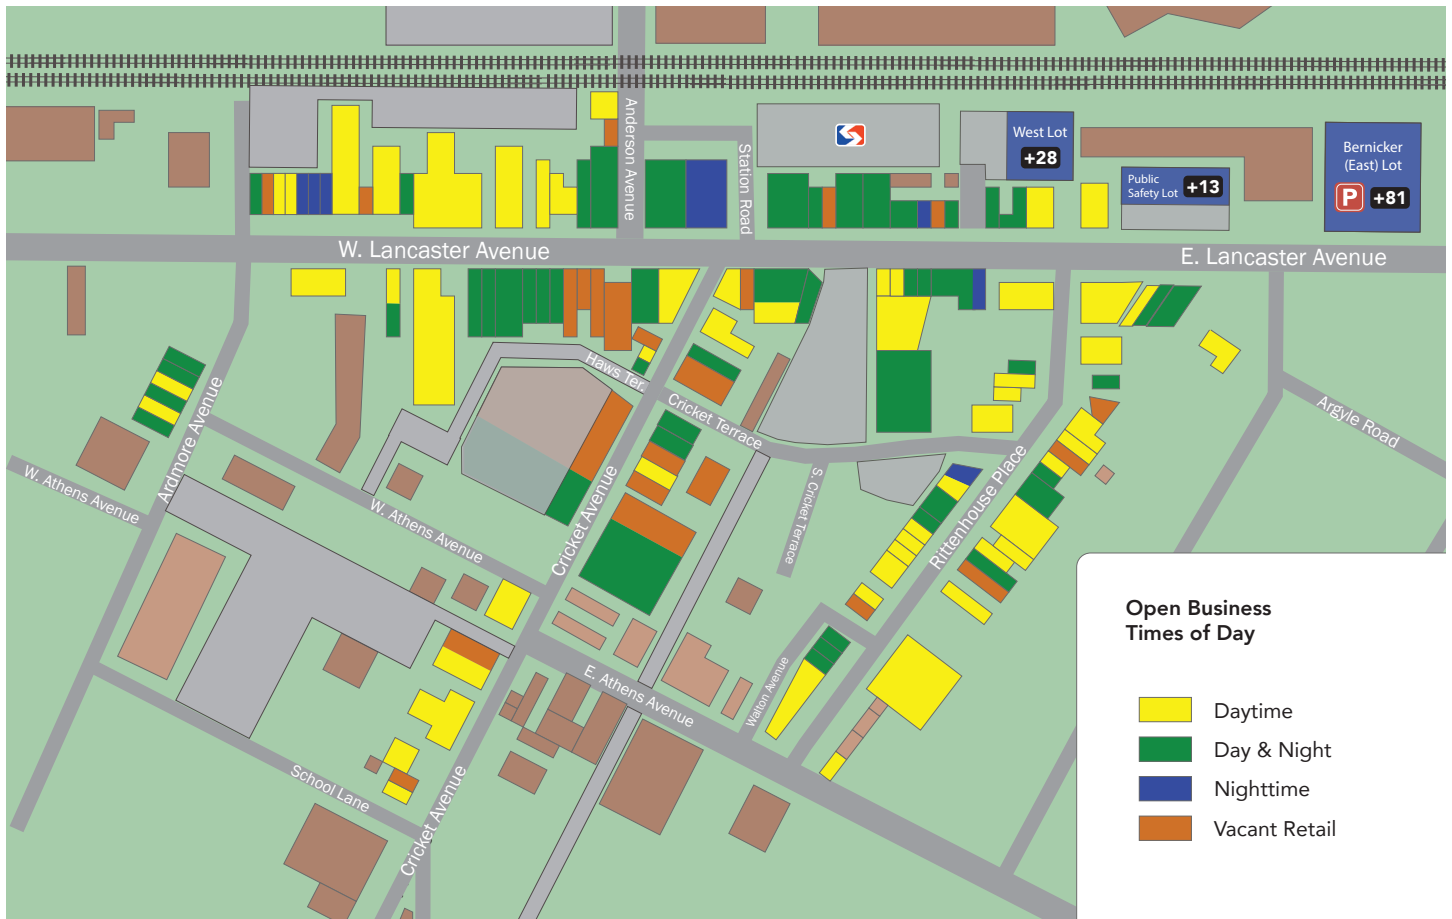 Anderson Avenue
Station Road
West Lot
+28
Public
Safety Lot
+13
Bernicker
(East) Lot
P
+81
W. Lancaster Avenue
E. Lancaster Avenue
Haws Ter.
Cricket Terrace
Argyle Road
Ardmore Avenue
W. Athens Avenue
W. Athens Avenue
Cricket Avenue
S. Cricket Terrace
Rittenhouse Place
E. Athens Avenue
Walton Avenue
School Lane
Cricket Avenue
Open Business
Times of Day
Daytime
Day & Night
Nighttime
Vacant Retail